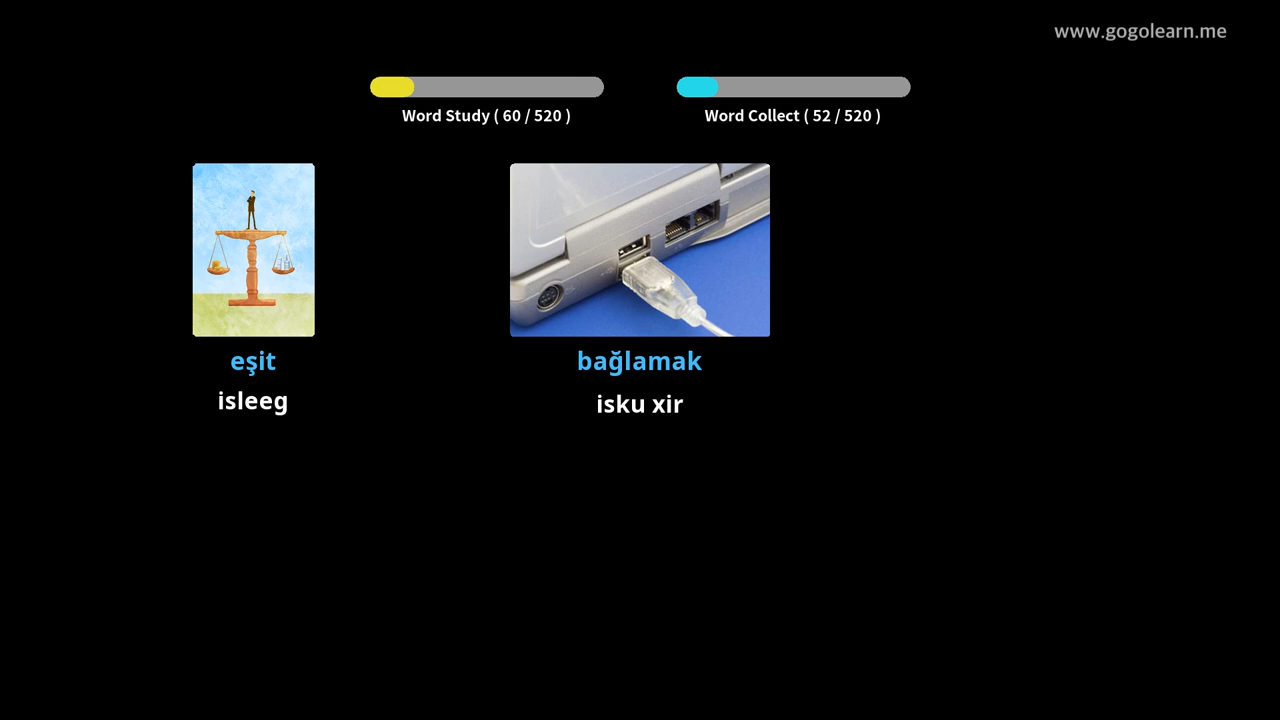 www.gogolearn.me
Word Study ( 60 / 520 )
Word Collect ( 52 / 520 )
eşit
isleeg
bağlamak
isku xir